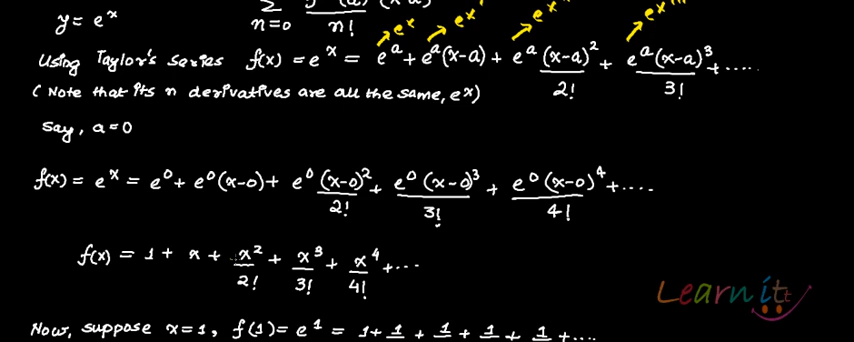 y = e^x  ∞ Σ n=0  (a) / n!  (x-a)
e^x  e^x'  e^x''  e^x'''
Using Taylor's series f(x) = e^x = e^a + e^a(x-a) + e^a (x-a)^2 / 2! + e^a (x-a)^3 / 3! + .....
(Note that its n derivatives are all the same, e^x)
Say, a=0
f(x) = e^x = e^0 + e^0(x-0) + e^0 (x-0)^2 / 2! + e^0 (x-0)^3 / 3! + e^0 (x-0)^4 / 4! + ....
f(x) = 1 + x + x^2 / 2! + x^3 / 3! + x^4 / 4! + ...
Learnitt
Now, suppose x=1, f(1) = e^1 = 1 + 1 + 1 + 1 + 1 + ....